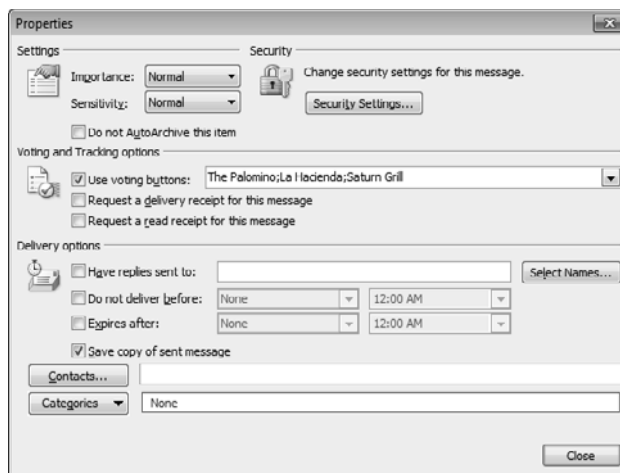 Properties
Settings
Security
Importance: Normal
Change security settings for this message.
Sensitivity: Normal
Security Settings...
Do not AutoArchive this item
Voting and Tracking options
Use voting buttons: The Palomino;La Hacienda;Saturn Grill
Request a delivery receipt for this message
Request a read receipt for this message
Delivery options
Have replies sent to:
Select Names...
Do not deliver before: None 12:00 AM
Expires after: None 12:00 AM
Save copy of sent message
Contacts...
Categories None
Close